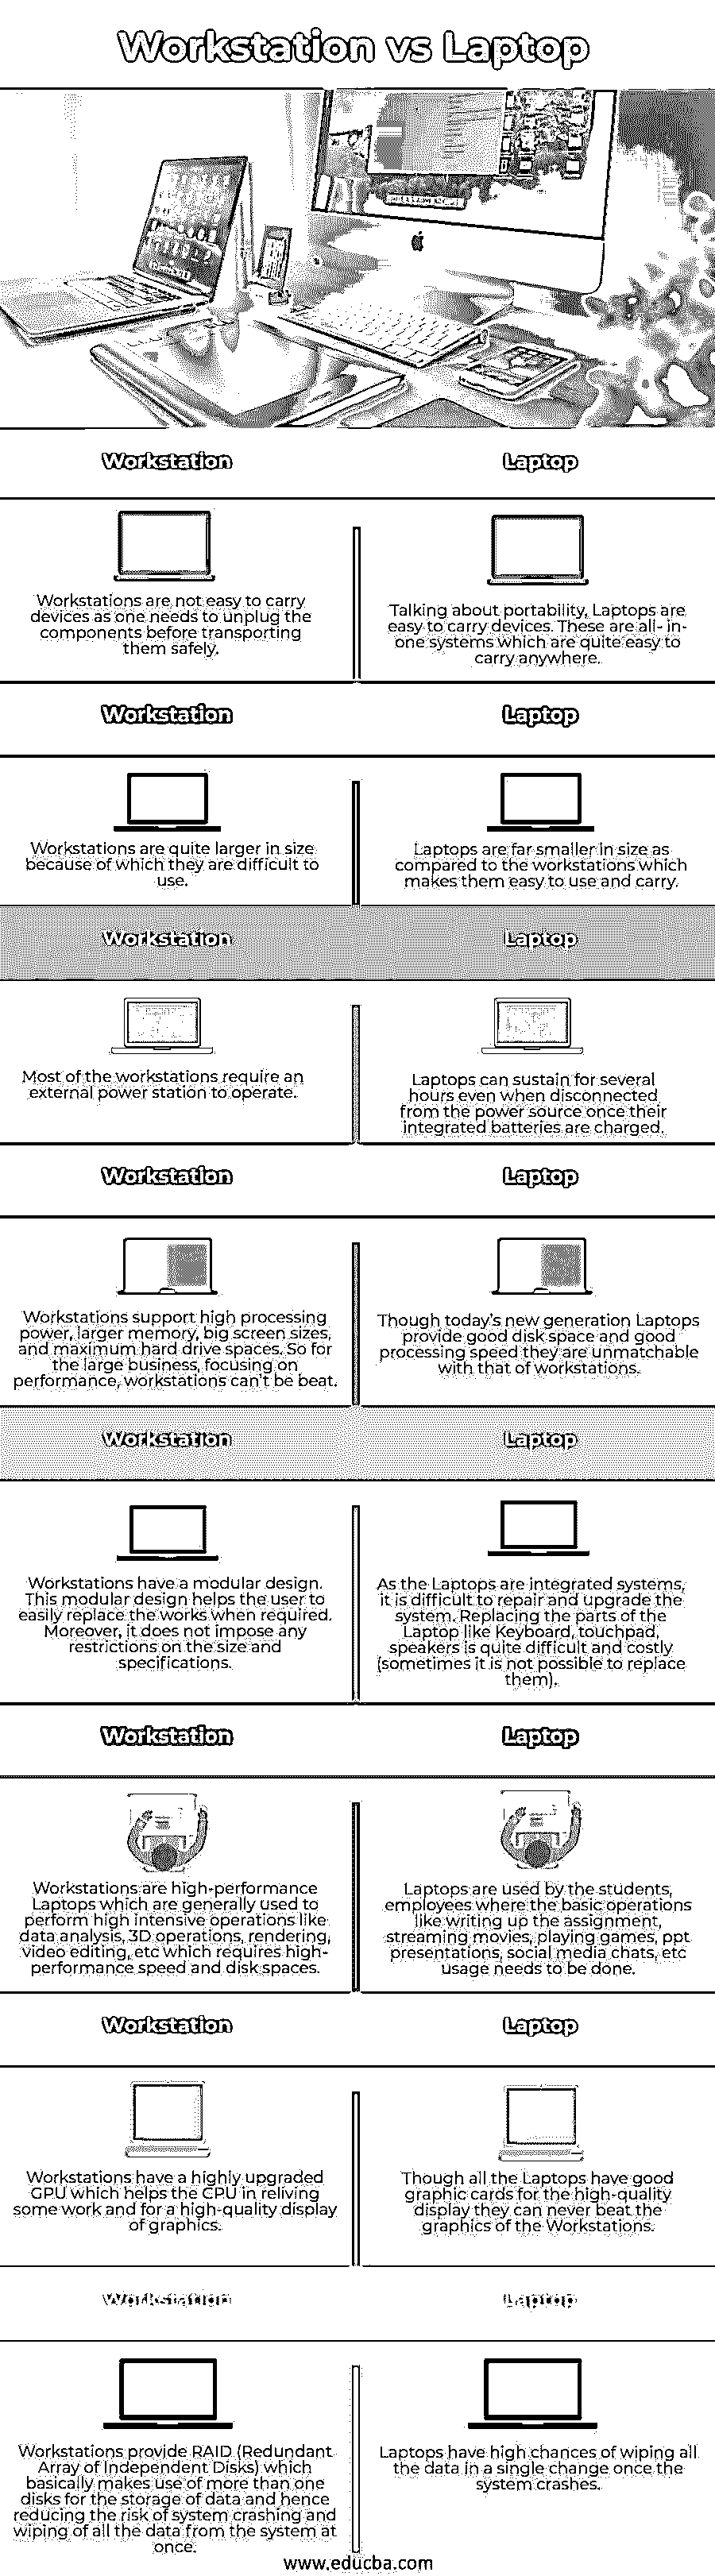 Workstation vs Laptop
Workstation
Laptop
Workstations are not easy to carry
devices as one needs to unplug the
components before transporting
them safely.
Talking about portability, Laptops are
easy to carry devices. These are all- in-
one systems which are quite easy to
carry anywhere.
Workstation
Laptop
Workstations are quite larger in size
because of which they are difficult to
use.
Laptops are far smaller in size as
compared to the workstations which
makes them easy to use and carry.
Workstation
Laptop
Most of the workstations require an
external power station to operate.
Laptops can sustain for several
hours even when disconnected
from the power source once their
integrated batteries are charged.
Workstation
Laptop
Workstations support high processing
power, larger memory, big screen sizes,
and maximum hard drive spaces. So for
the large business, focusing on
performance, workstations can't be beat.
Though today's new generation Laptops
provide good disk space and good
processing speed they are unmatchable
with that of workstations.
Workstation
Laptop
Workstations have a modular design.
This modular design helps the user to
easily replace the works when required.
Moreover, it does not impose any
restrictions on the size and
specifications.
As the Laptops are integrated systems,
it is difficult to repair and upgrade the
system. Replacing the parts of the
Laptop like Keyboard, touchpad,
speakers is quite difficult and costly
(sometimes it is not possible to replace
them).
Workstation
Laptop
Workstations are high-performance
Laptops which are generally used to
perform high intensive operations like
data analysis, 3D operations, rendering,
video editing, etc which requires high-
performance speed and disk spaces.
Laptops are used by the students,
employees where the basic operations
like writing up the assignment,
streaming movies, playing games, ppt
presentations, social media chats, etc
usage needs to be done.
Workstation
Laptop
Workstations have a highly upgraded
GPU which helps the CPU in reliving
some work and for a high-quality display
of graphics.
Though all the Laptops have good
graphic cards for the high-quality
display they can never beat the
graphics of the Workstations.
Workstation
Laptop
Workstations provide RAID (Redundant
Array of Independent Disks) which
basically makes use of more than one
disks for the storage of data and hence
reducing the risk of system crashing and
wiping of all the data from the system at
once.
Laptops have high chances of wiping all
the data in a single change once the
system crashes.
www.educba.com